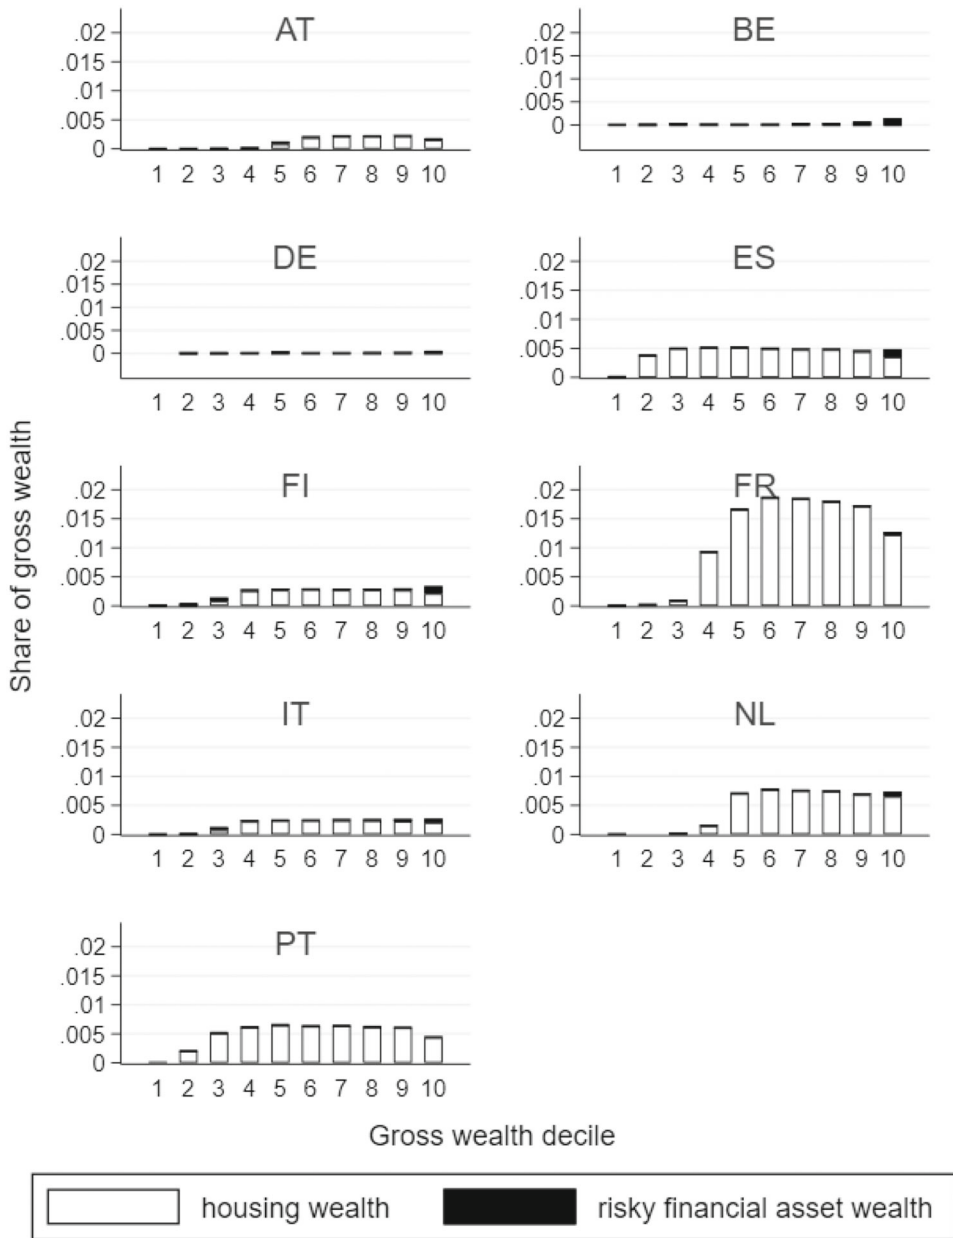 AT
.02
.015
.01
.005
0
1 2 3 4 5 6 7 8 9 10
BE
.02
.015
.01
.005
0
1 2 3 4 5 6 7 8 9 10
DE
.02
.015
.01
.005
0
1 2 3 4 5 6 7 8 9 10
ES
.02
.015
.01
.005
0
1 2 3 4 5 6 7 8 9 10
Share of gross wealth
FI
.02
.015
.01
.005
0
1 2 3 4 5 6 7 8 9 10
FR
.02
.015
.01
.005
0
1 2 3 4 5 6 7 8 9 10
IT
.02
.015
.01
.005
0
1 2 3 4 5 6 7 8 9 10
NL
.02
.015
.01
.005
0
1 2 3 4 5 6 7 8 9 10
PT
.02
.015
.01
.005
0
1 2 3 4 5 6 7 8 9 10
Gross wealth decile
housing wealth
risky financial asset wealth